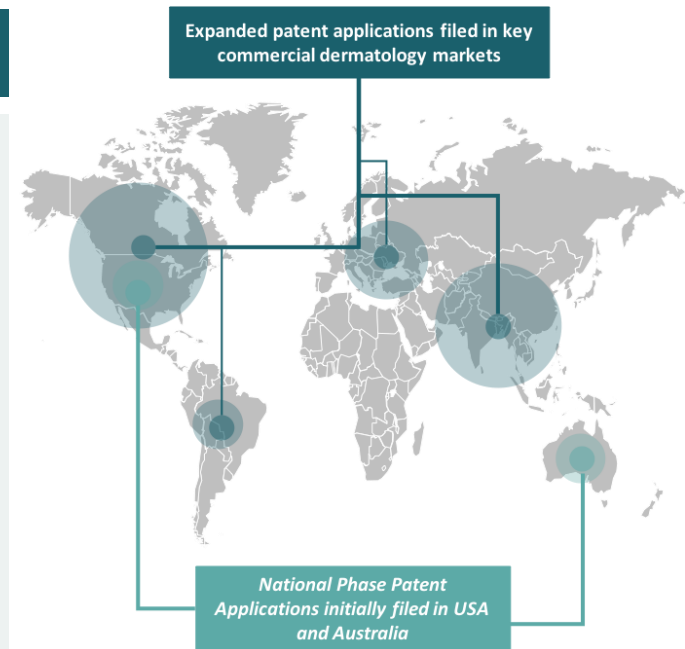 Expanded patent applications filed in key
commercial dermatology markets
National Phase Patent
Applications initially filed in USA
and Australia